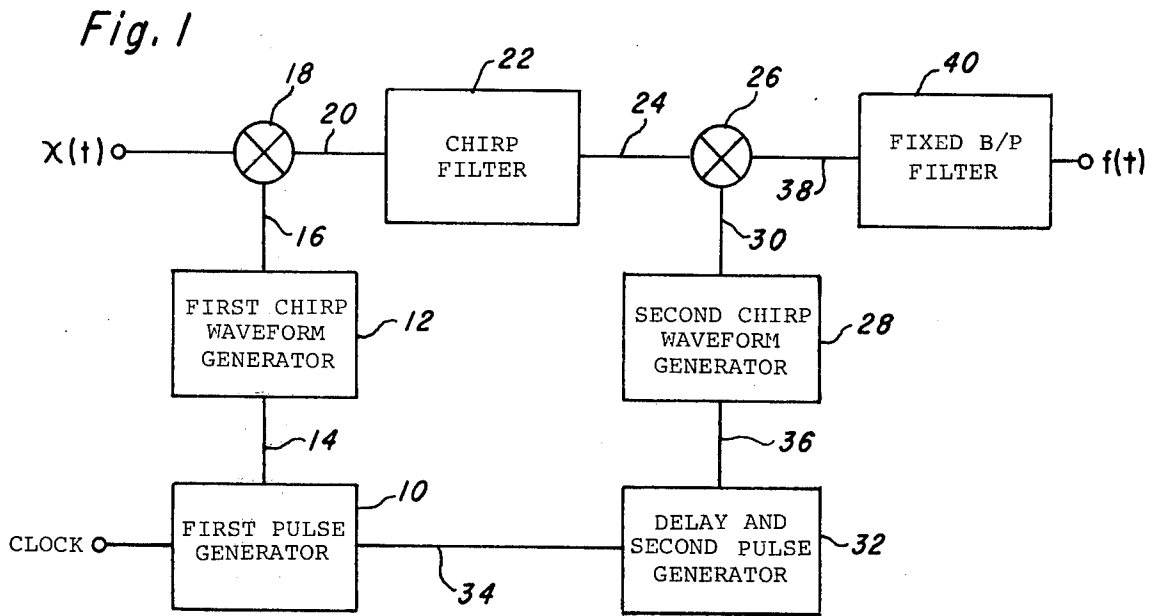 Fig. 1
22
40
18
26
20
24
x(t)
CHIRP
FILTER
FIXED B/P
FILTER
f(t)
38
16
30
FIRST CHIRP
WAVEFORM
GENERATOR
12
SECOND CHIRP
WAVEFORM
GENERATOR
28
14
36
10
CLOCK
FIRST PULSE
GENERATOR
DELAY AND
SECOND PULSE
GENERATOR
32
34